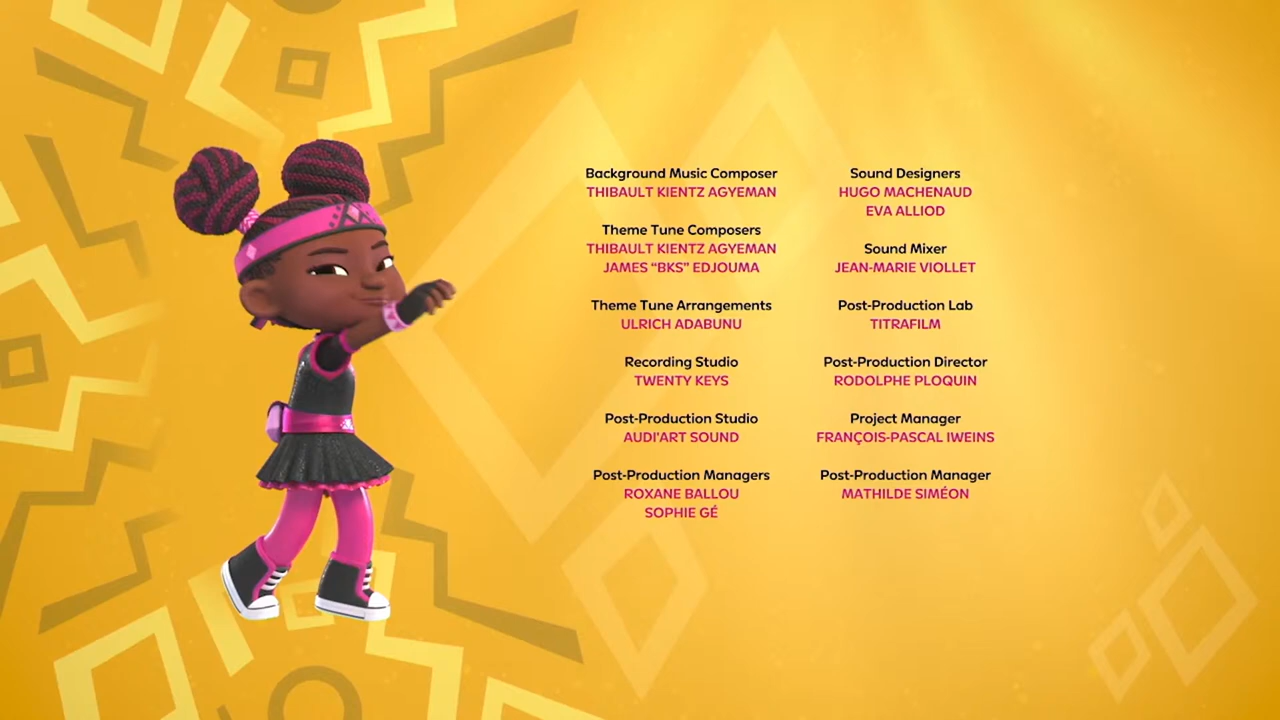 Background Music Composer
THIBAULT KIENTZ AGYEMAN
Theme Tune Composers
THIBAULT KIENTZ AGYEMAN
JAMES “BKS” EDJOUMA
Theme Tune Arrangements
ULRICH ADABUNU
Recording Studio
TWENTY KEYS
Post-Production Studio
AUDI'ART SOUND
Post-Production Managers
ROXANE BALLOU
SOPHIE GÉ
Sound Designers
HUGO MACHENAUD
EVA ALLIOD
Sound Mixer
JEAN-MARIE VIOLLET
Post-Production Lab
TITRAFILM
Post-Production Director
RODOLPHE PLOQUIN
Project Manager
FRANÇOIS-PASCAL IWEINS
Post-Production Manager
MATHILDE SIMÉON